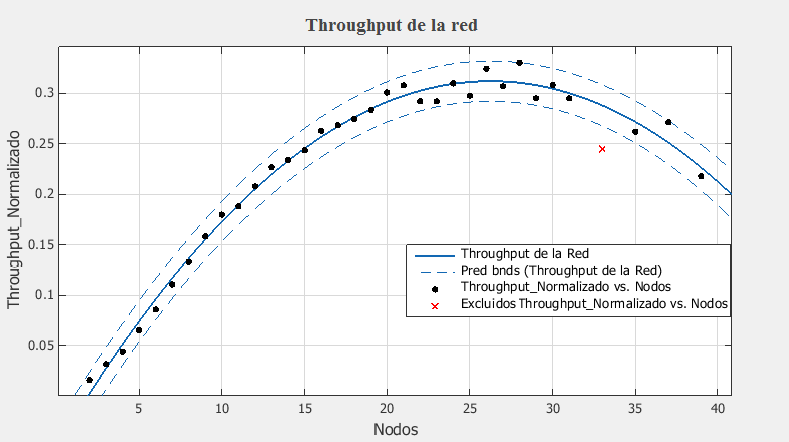 Throughput de la red
Throughput_Normalizado
0.3
0.25
0.2
0.15
0.1
0.05
5 10 15 20 25 30 35 40
Nodos
Throughput de la Red
Pred bnds (Throughput de la Red)
Throughput_Normalizado vs. Nodos
Excluidos Throughput_Normalizado vs. Nodos